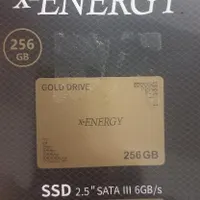 x-ENERGY
256
GB
GOLD DRIVE
x-ENERGY
256GB
SSD 2.5" SATA III 6GB/s